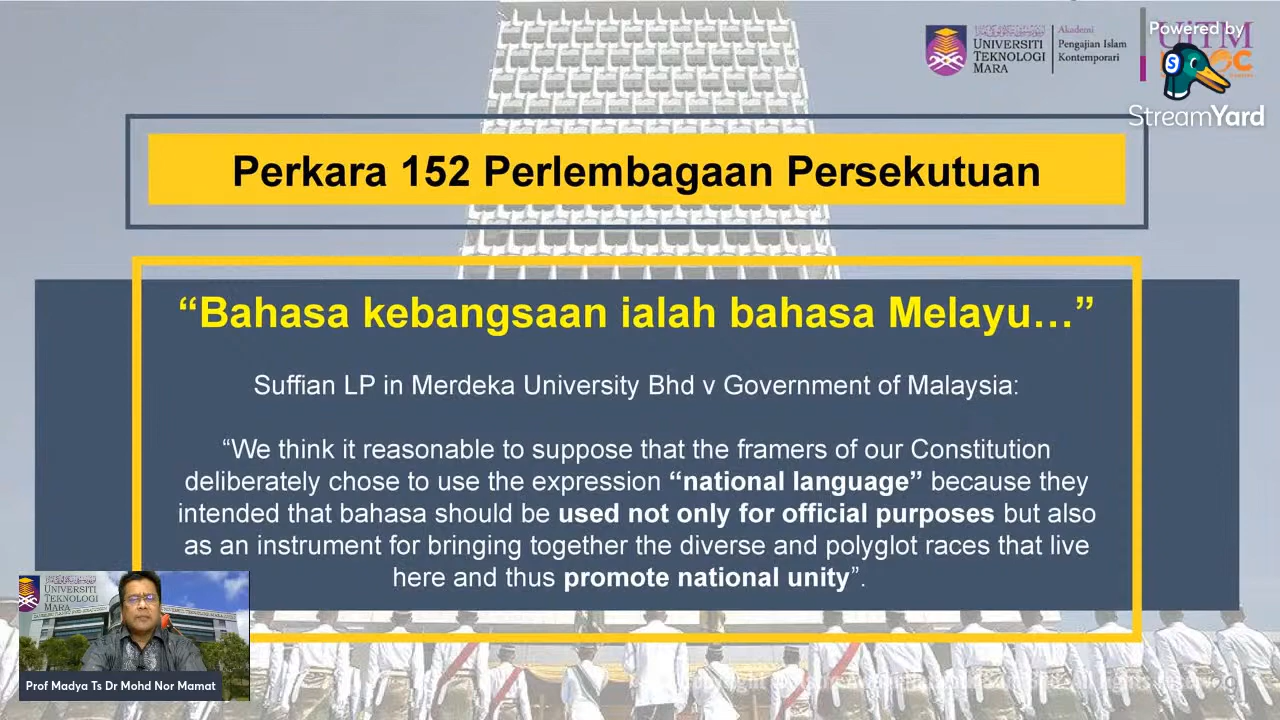 UNIVERSITI
TEKNOLOGI
MARA
Akademi
Pengajian Islam
Kontemporari
UiTM
Powered by
StreamYard
Perkara 152 Perlembagaan Persekutuan
“Bahasa kebangsaan ialah bahasa Melayu…”
Suffian LP in Merdeka University Bhd v Government of Malaysia:
“We think it reasonable to suppose that the framers of our Constitution
deliberately chose to use the expression “national language” because they
intended that bahasa should be used not only for official purposes but also
as an instrument for bringing together the diverse and polyglot races that live
here and thus promote national unity”.
UNIVERSITI
TEKNOLOGI
MARA
Prof Madya Ts Dr Mohd Nor Mamat